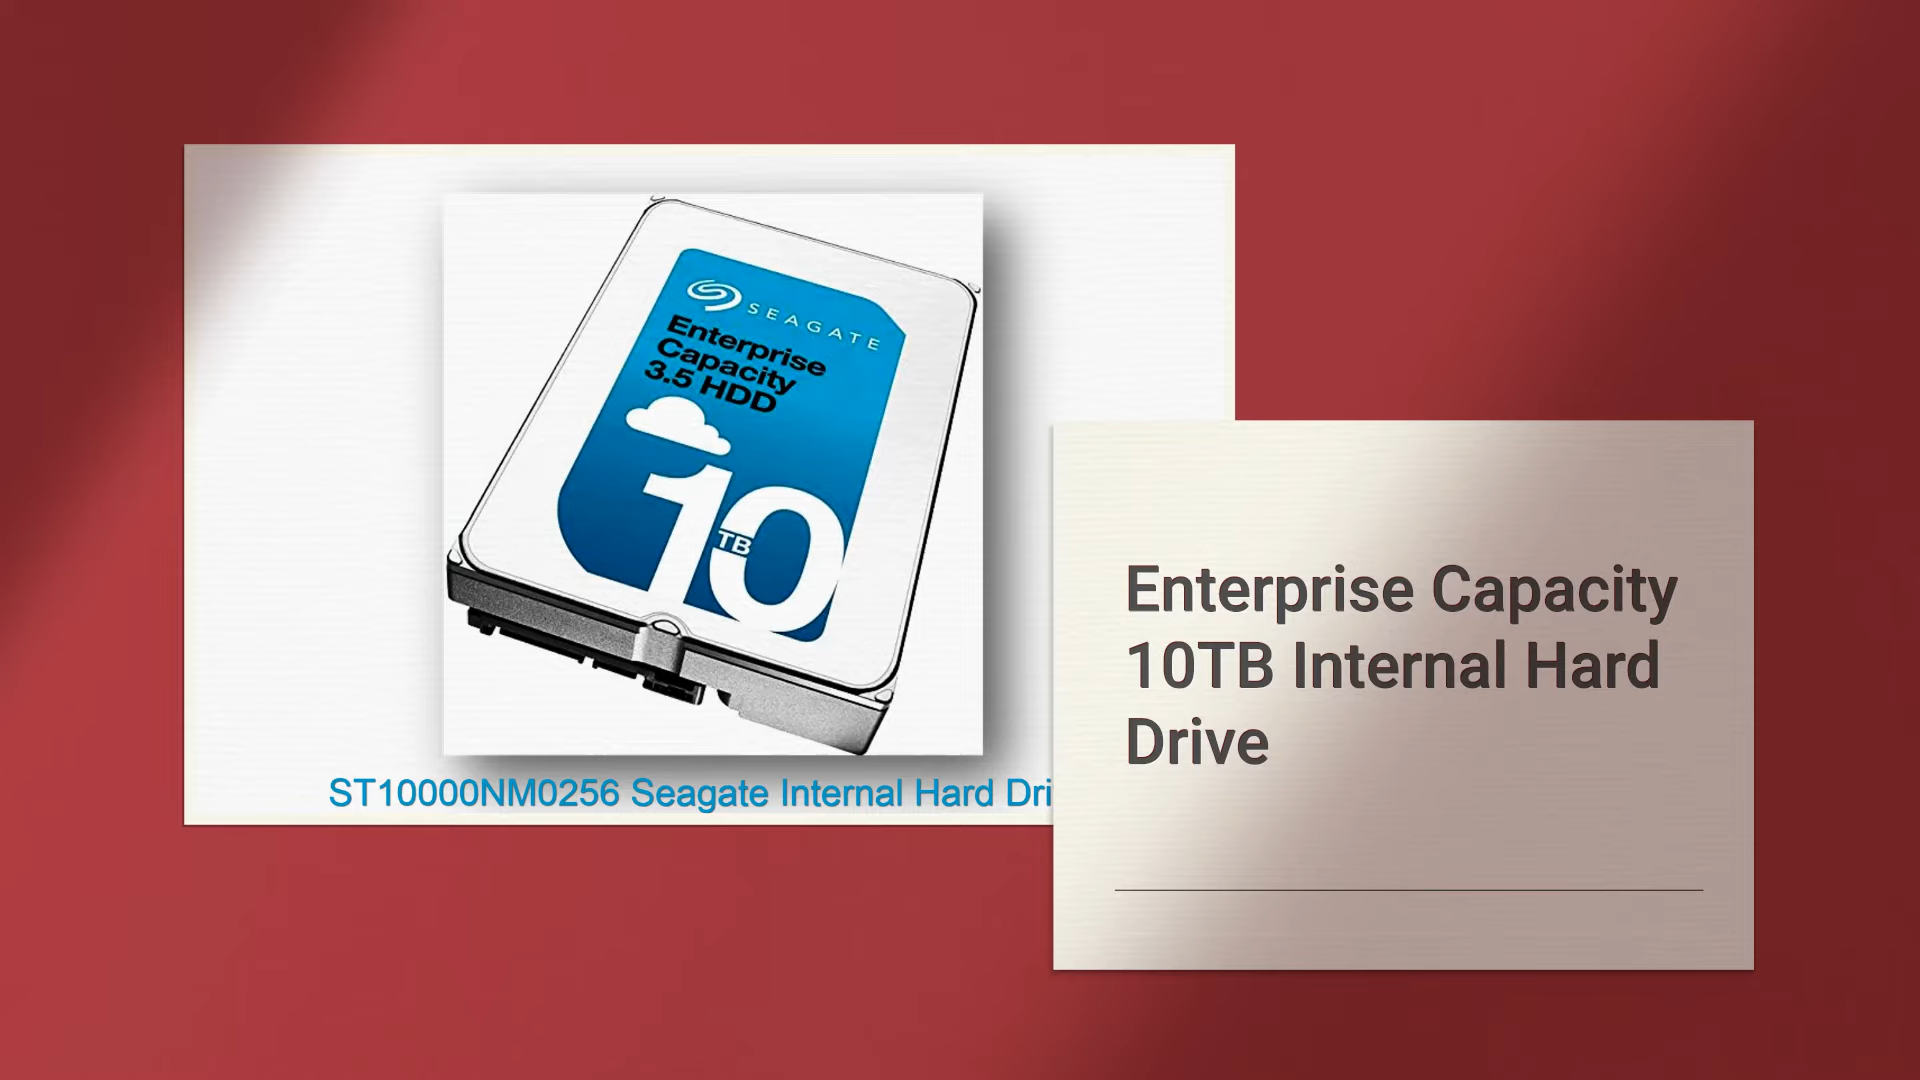 SEAGATE
Enterprise
Capacity
3.5 HDD
10
TB
ST10000NM0256 Seagate Internal Hard Dri
Enterprise Capacity
10TB Internal Hard
Drive